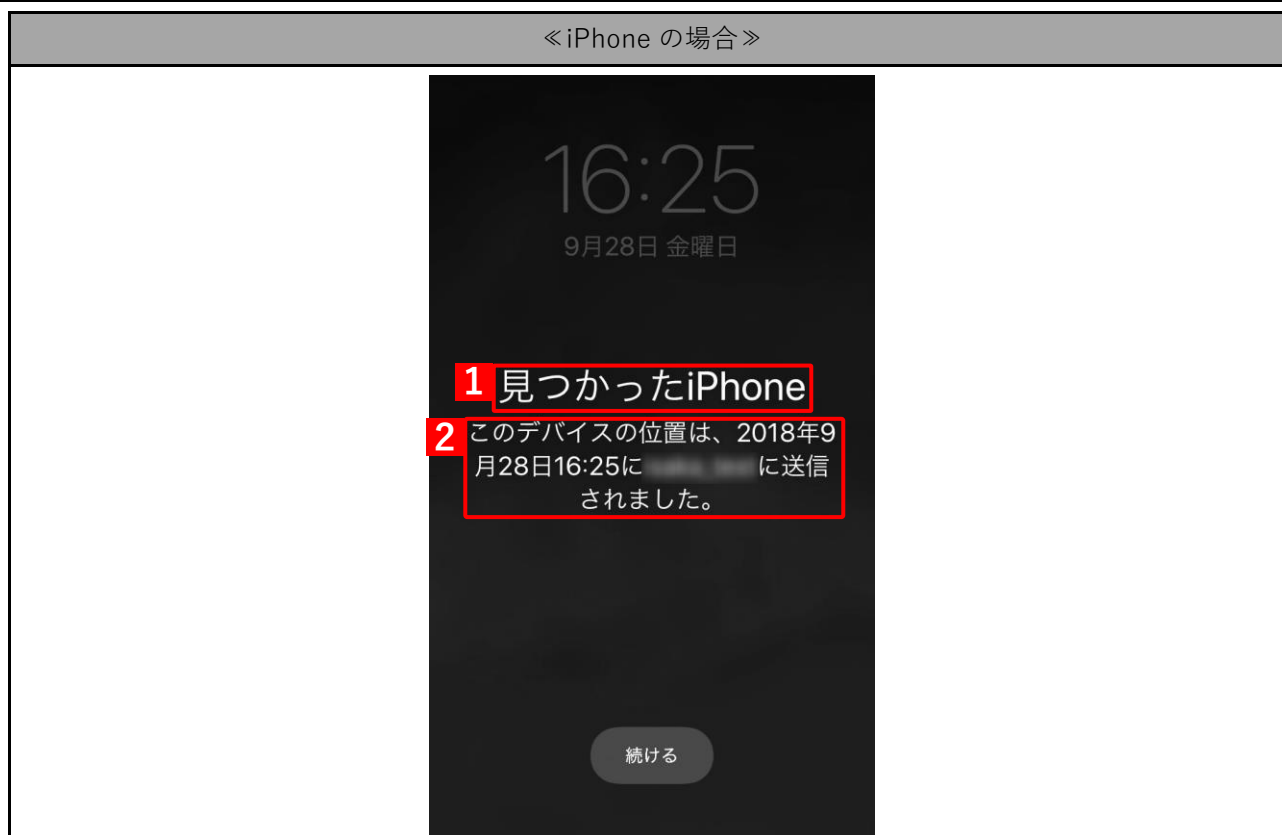 ≪iPhone の場合≫
16:25
9月28日 金曜日
1 見つかったiPhone
2 このデバイスの位置は、2018年9
月28日16:25に に送信
されました。
続ける